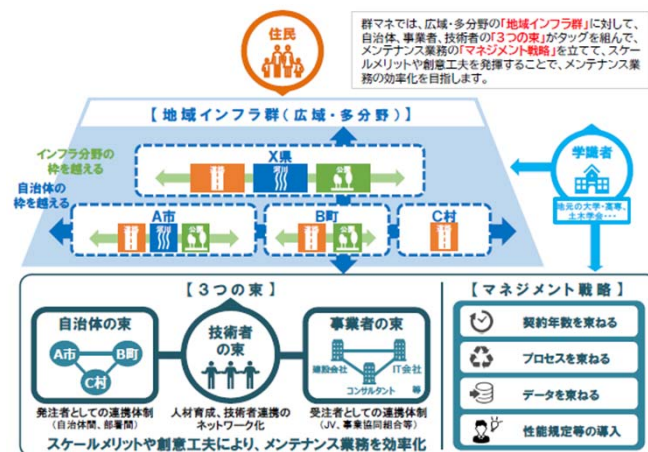 住民
群マネでは、広域・多分野の「地域インフラ群」に対して、
自治体、事業者、技術者の「3つの束」がタッグを組んで、
メンテナンス業務の「マネジメント戦略」を立てて、スケー
ルメリットや創意工夫を発揮することで、メンテナンス業
務の効率化を目指します。
【 地域インフラ群(広域・多分野) 】
インフラ分野の
枠を越える
自治体の
枠を越える
X県
河川
公園
A市
河川
公園
B町
公園
C村
学識者
地元の大学・高専、
土木学会・・・
【 3つの束 】
自治体の束
A市
B町
C村
発注者としての連携体制
(自治体間、部署間)
技術者
の束
人材育成、技術者連携の
ネットワーク化
事業者の束
建設会社
IT会社
コンサルタント
等
受注者としての連携体制
(JV、事業協同組合等)
スケールメリットや創意工夫により、メンテナンス業務を効率化
【 マネジメント戦略 】
契約年数を束ねる
プロセスを束ねる
データを束ねる
性能規定等の導入